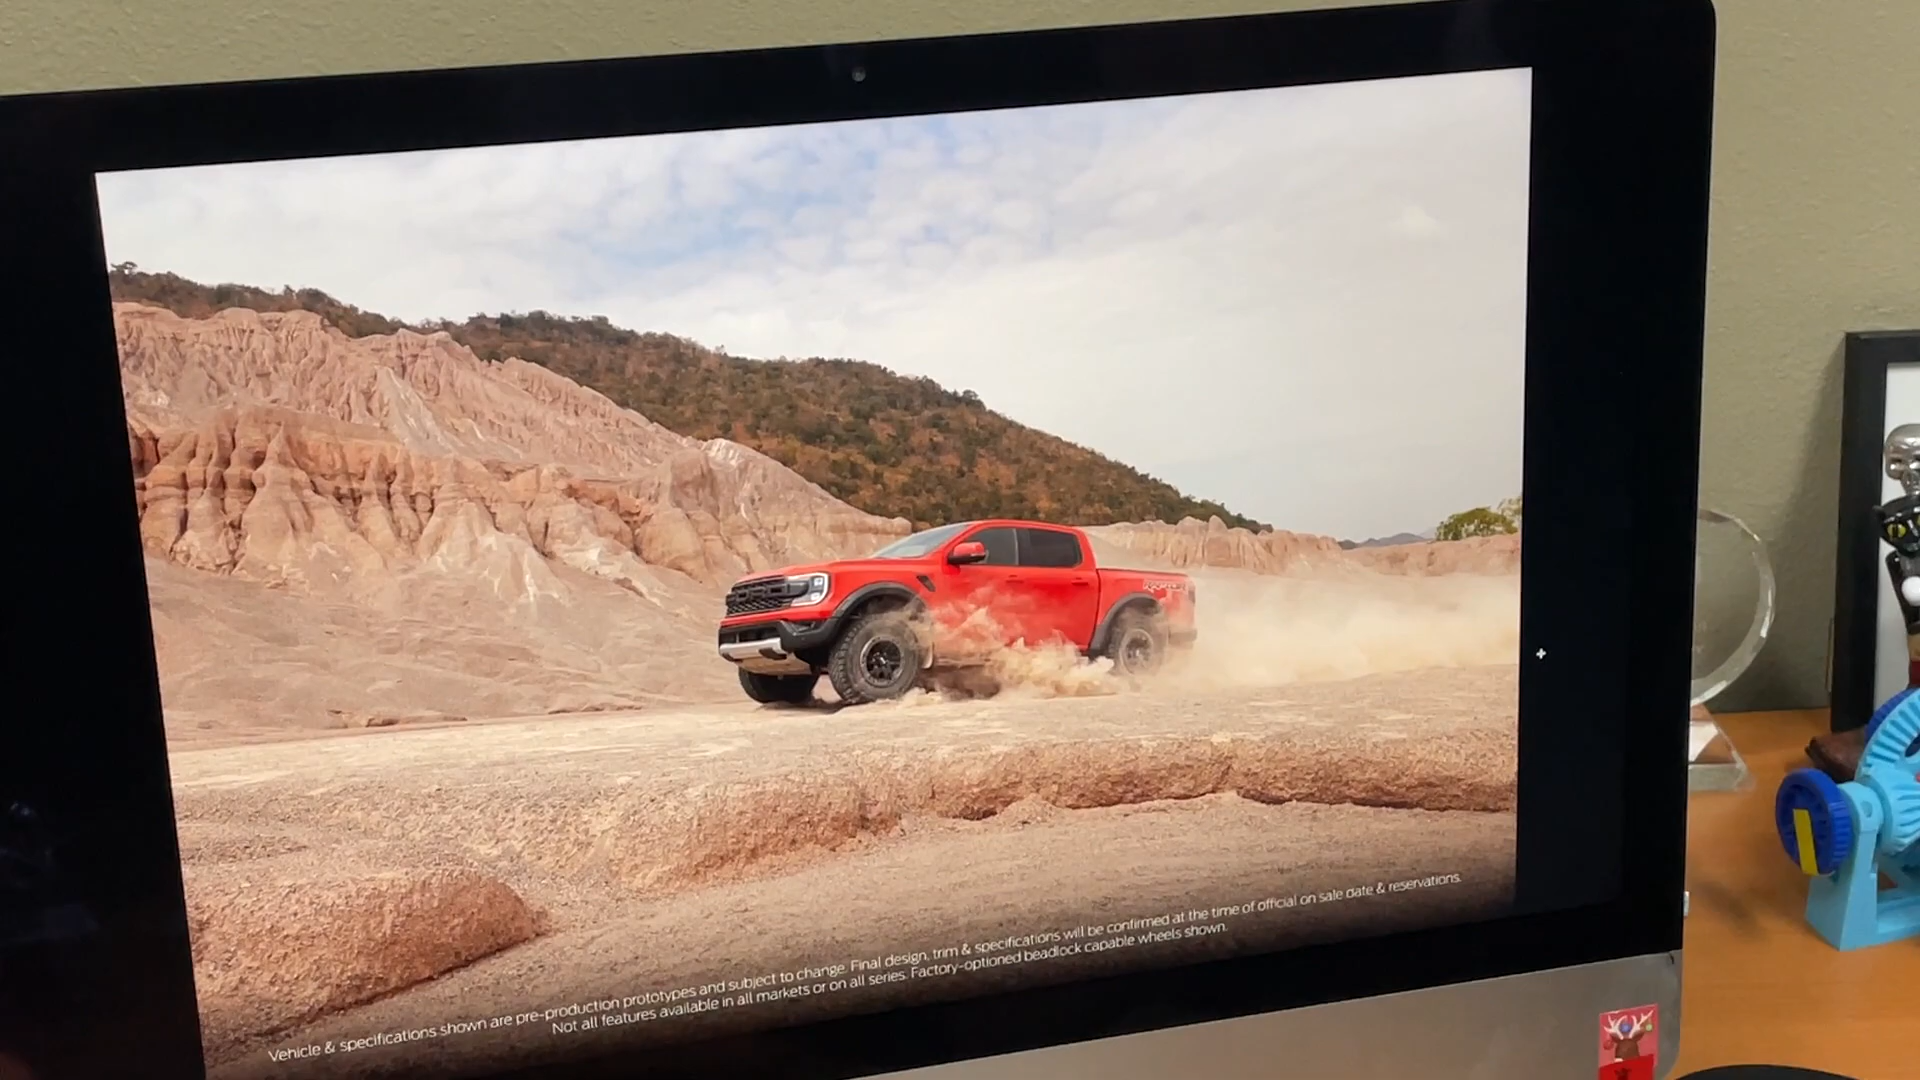 FORD
RAPTOR
Vehicle & specifications shown are pre-production prototypes and subject to change. Final design, trim & specifications will be confirmed at the time of official on sale date & reservations.
Not all features available in all markets or on all series. Factory-optioned beadlock capable wheels shown.